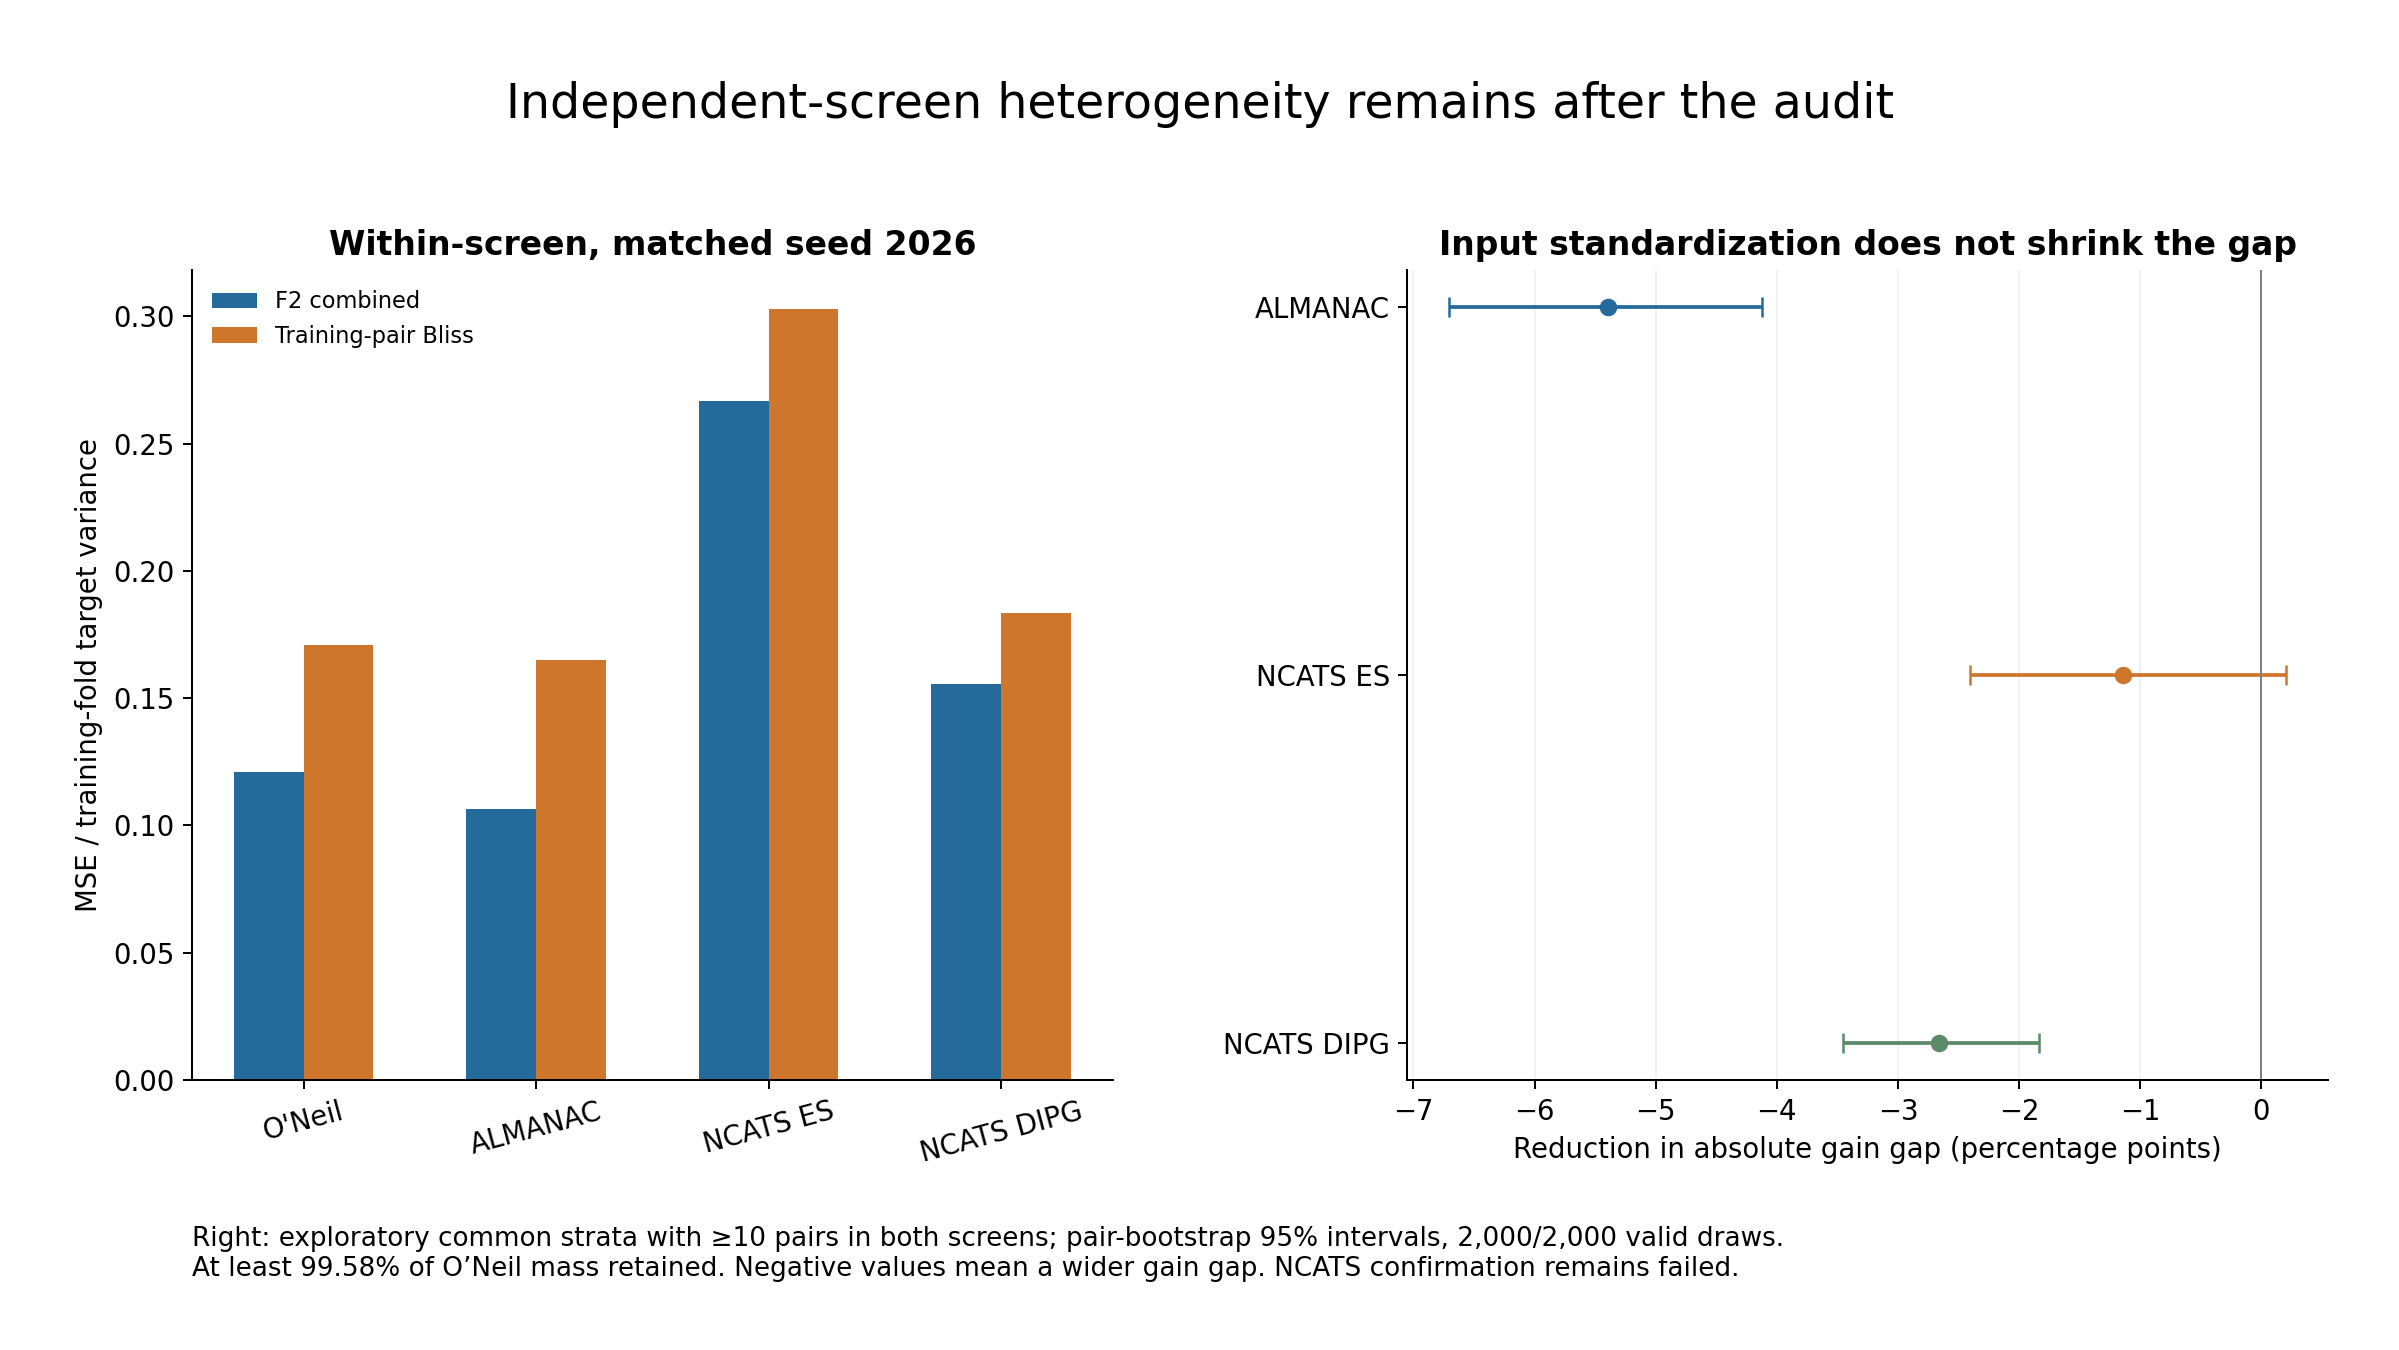 Independent-screen heterogeneity remains after the audit
Within-screen, matched seed 2026
F2 combined
Training-pair Bliss
MSE / training-fold target variance
0.30
0.25
0.20
0.15
0.10
0.05
0.00
O'Neil
ALMANAC
NCATS ES
NCATS DIPG
Input standardization does not shrink the gap
ALMANAC
NCATS ES
NCATS DIPG
−7
−6
−5
−4
−3
−2
−1
0
Reduction in absolute gain gap (percentage points)
Right: exploratory common strata with ≥10 pairs in both screens; pair-bootstrap 95% intervals, 2,000/2,000 valid draws.
At least 99.58% of O’Neil mass retained. Negative values mean a wider gain gap. NCATS confirmation remains failed.